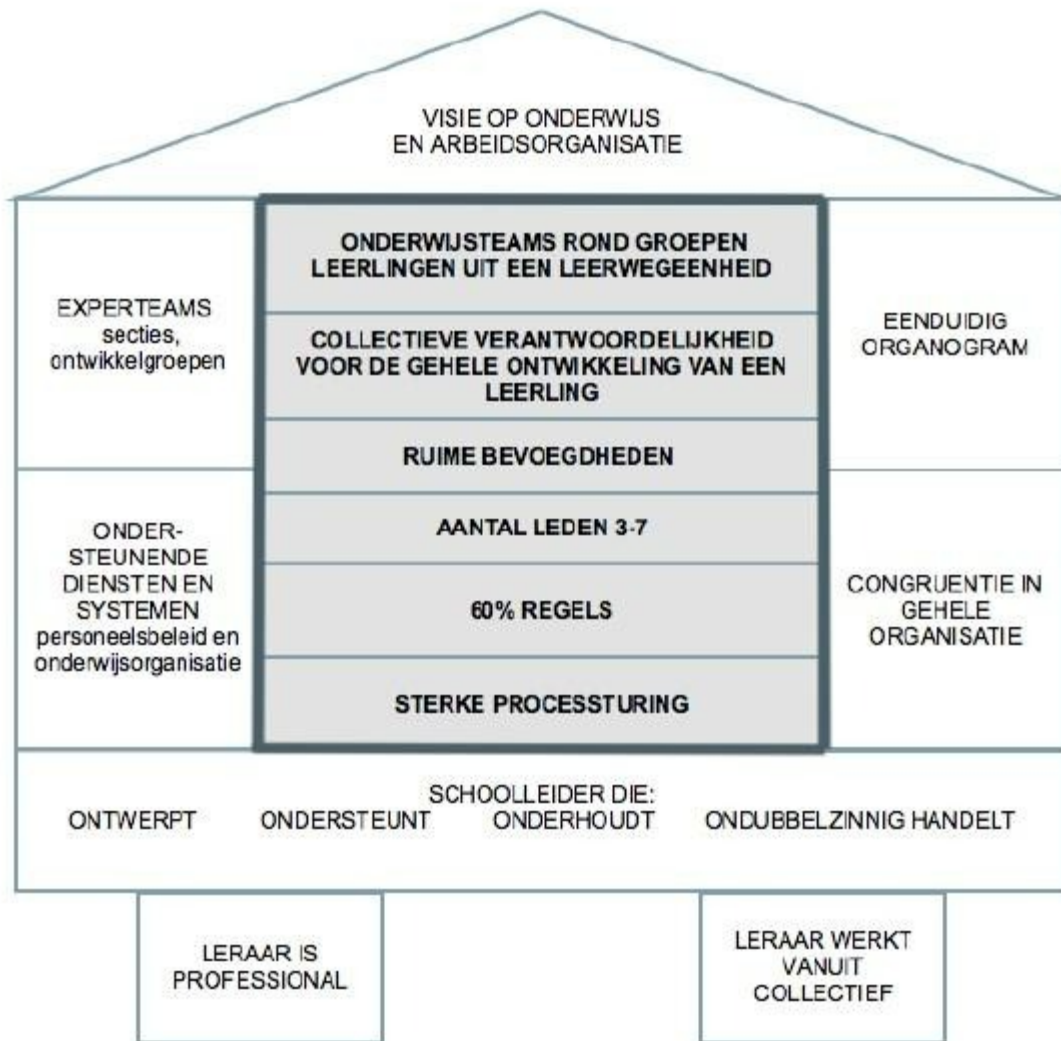 VISIE OP ONDERWIJS
EN ARBEIDSORGANISATIE
EXPERTEAMS
secties,
ontwikkelgroepen
ONDERWIJSTEAMS ROND GROEPEN
LEERLINGEN UIT EEN LEERWEGEENHEID
COLLECTIEVE VERANTWOORDELIJKHEID
VOOR DE GEHELE ONTWIKKELING VAN EEN
LEERLING
RUIME BEVOEGDHEDEN
AANTAL LEDEN 3-7
60% REGELS
STERKE PROCESSTURING
EENDUIDIG
ORGANOGRAM
ONDER-
STEUNENDE
DIENSTEN EN
SYSTEMEN
personeelsbeleid en
onderwijsorganisatie
CONGRUENTIE IN
GEHELE
ORGANISATIE
SCHOOLLEIDER DIE:
ONTWERPT ONDERSTEUNT ONDERHOUDT ONDUBBELZINNIG HANDELT
LERAAR IS
PROFESSIONAL
LERAAR WERKT
VANUIT
COLLECTIEF